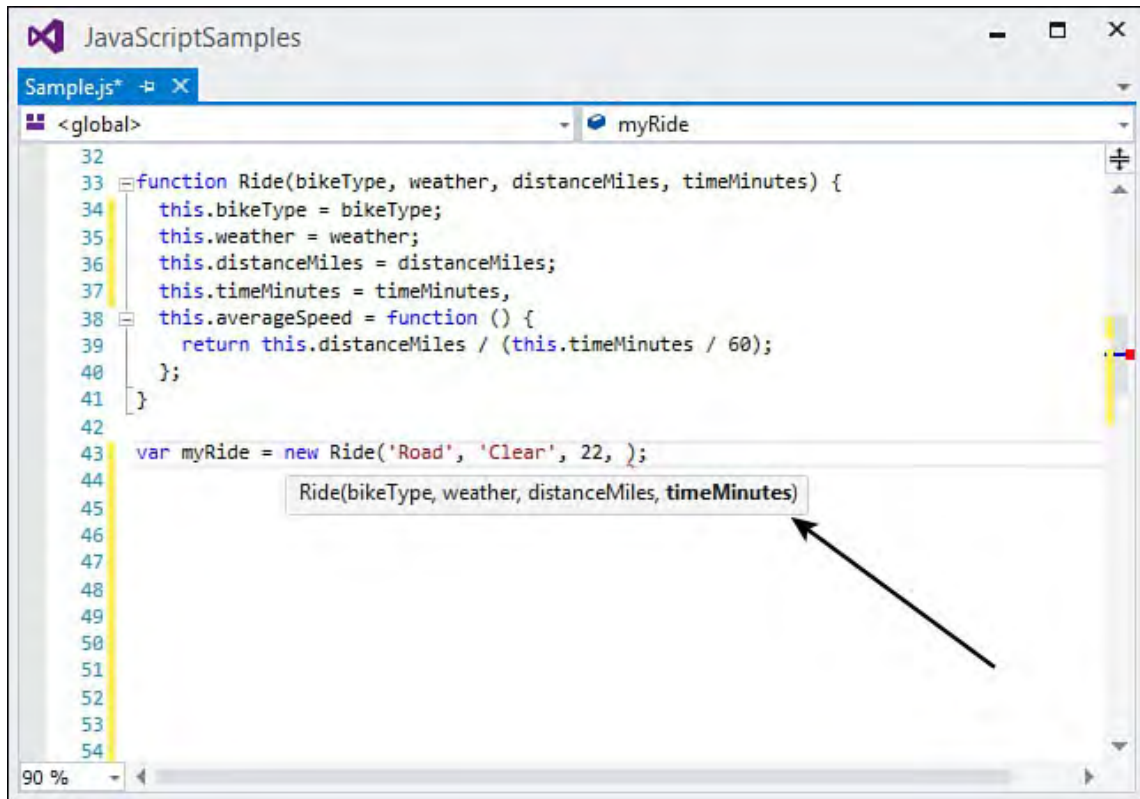 JavaScriptSamples
Sample.js*
<global>
myRide
32
33 function Ride(bikeType, weather, distanceMiles, timeMinutes) {
34 this.bikeType = bikeType;
35 this.weather = weather;
36 this.distanceMiles = distanceMiles;
37 this.timeMinutes = timeMinutes,
38 this.averageSpeed = function () {
39 return this.distanceMiles / (this.timeMinutes / 60);
40 };
41 }
42
43 var myRide = new Ride('Road', 'Clear', 22, );
44
Ride(bikeType, weather, distanceMiles, timeMinutes)
45
46
47
48
49
50
51
52
53
54
90 %